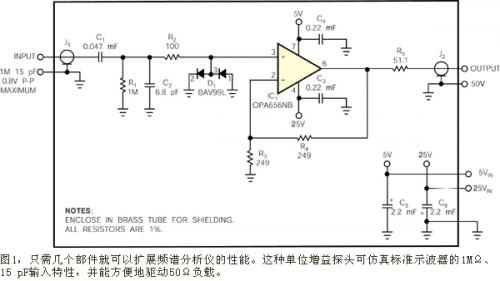 INPUT
1M 15 pF
0.8V P-P
MAXIMUM
J1
C1
0.047 mF
R1
1M
C2
6.8 pF
R2
100
D1
BAV99L
5V
C4
0.22 mF
3
2
7
4
6
+
−
IC1
OPA656NB
C3
0.22 mF
25V
R3
249
R4
249
R5
51.1
J2
OUTPUT
50V
5V
25V
5VIN
25VIN
C5
2.2 mF
C6
2.2 mF
NOTES:
ENCLOSE IN BRASS TUBE FOR SHIELDING.
ALL RESISTORS ARE 1%.
图1，只需几个部件就可以扩展频谱分析仪的性能。这种单位增益探头可仿真标准示波器的1MΩ、
15 pF输入特性，并能方便地驱动50Ω负载。